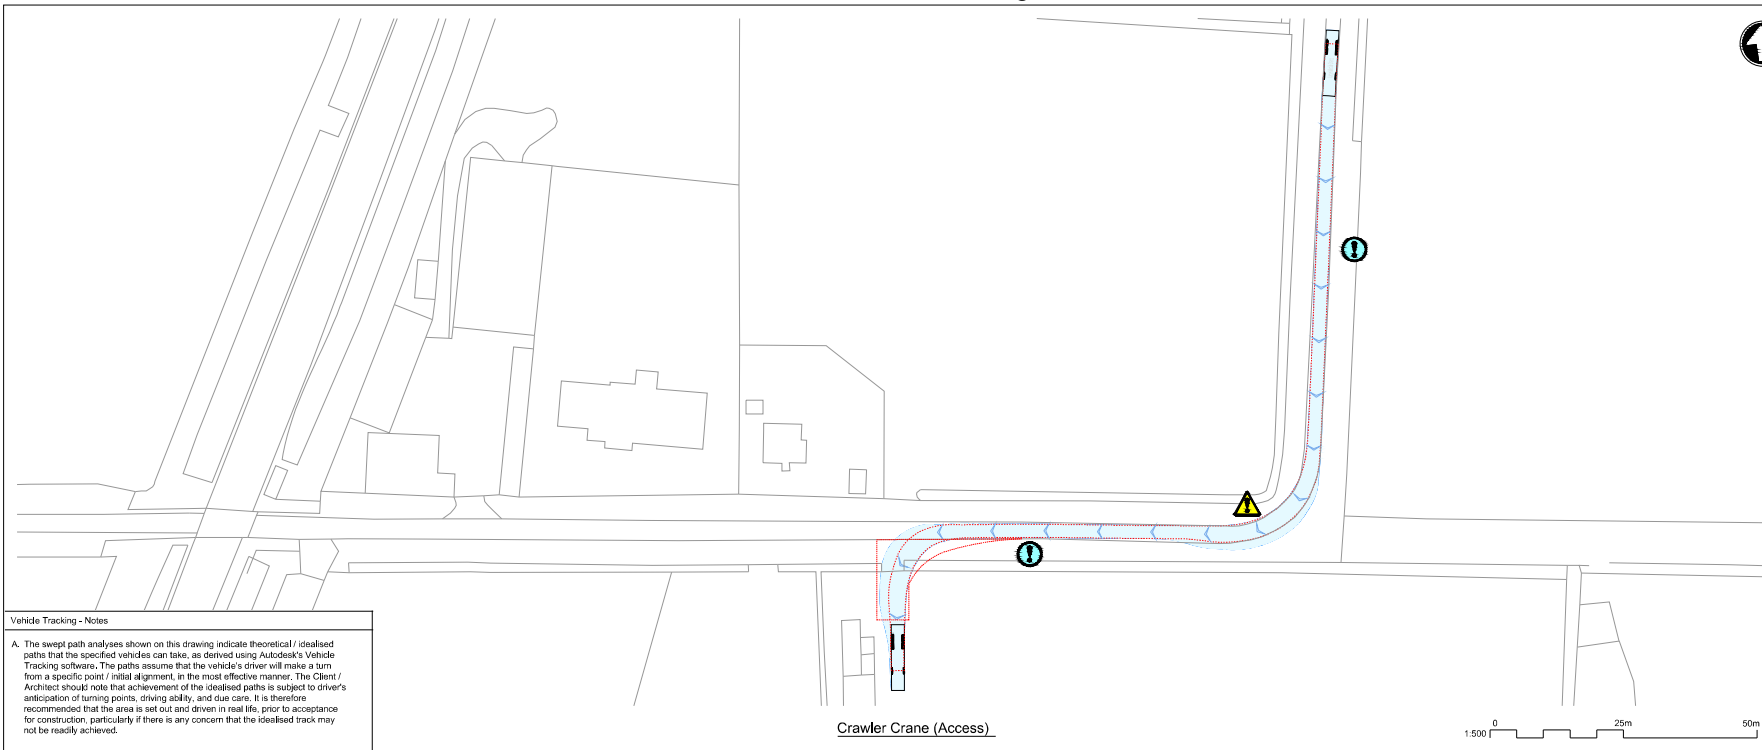 Vehicle Tracking - Notes
A. The swept path analyses shown on this drawing indicate theoretical / idealised
paths that the specified vehicles can take, as derived using Autodesk's Vehicle
Tracking software. The paths assume that the vehicle's driver will make a turn
from a specific point / initial alignment, in the most effective manner. The Client /
Architect should note that achievement of the idealised paths is subject to driver's
anticipation of turning points, driving ability, and due care. It is therefore
recommended that the area is set out and driven in real life, prior to acceptance
for construction, particularly if there is any concern that the idealised track may
not be readily achieved.
Crawler Crane (Access)
0 25m 50m
1:500